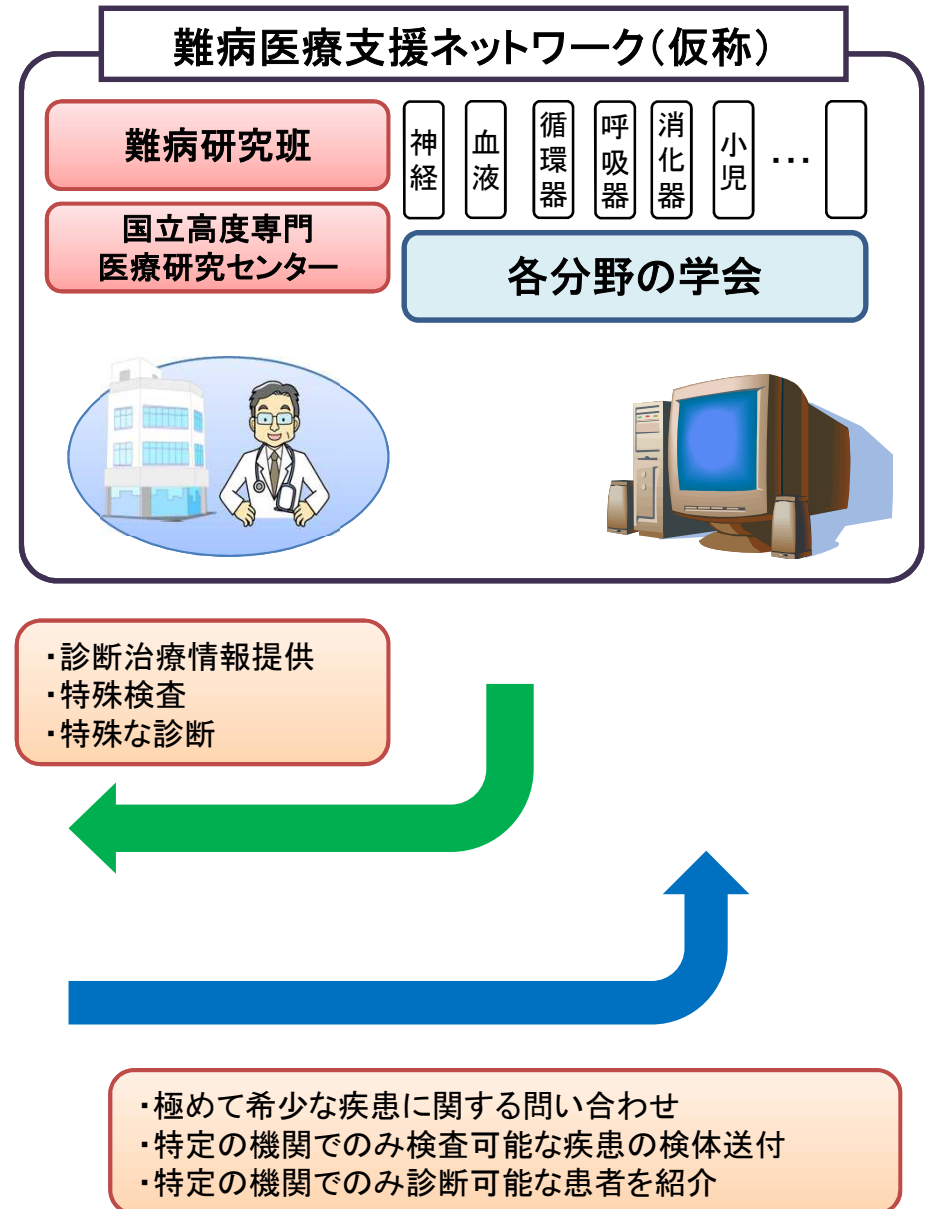 難病医療支援ネットワーク(仮称)
難病研究班
国立高度専門
医療研究センター
神経
血液
循環器
呼吸器
消化器
小児
・・・
各分野の学会
・診断治療情報提供
・特殊検査
・特殊な診断
・極めて希少な疾患に関する問い合わせ
・特定の機関でのみ検査可能な疾患の検体送付
・特定の機関でのみ診断可能な患者を紹介